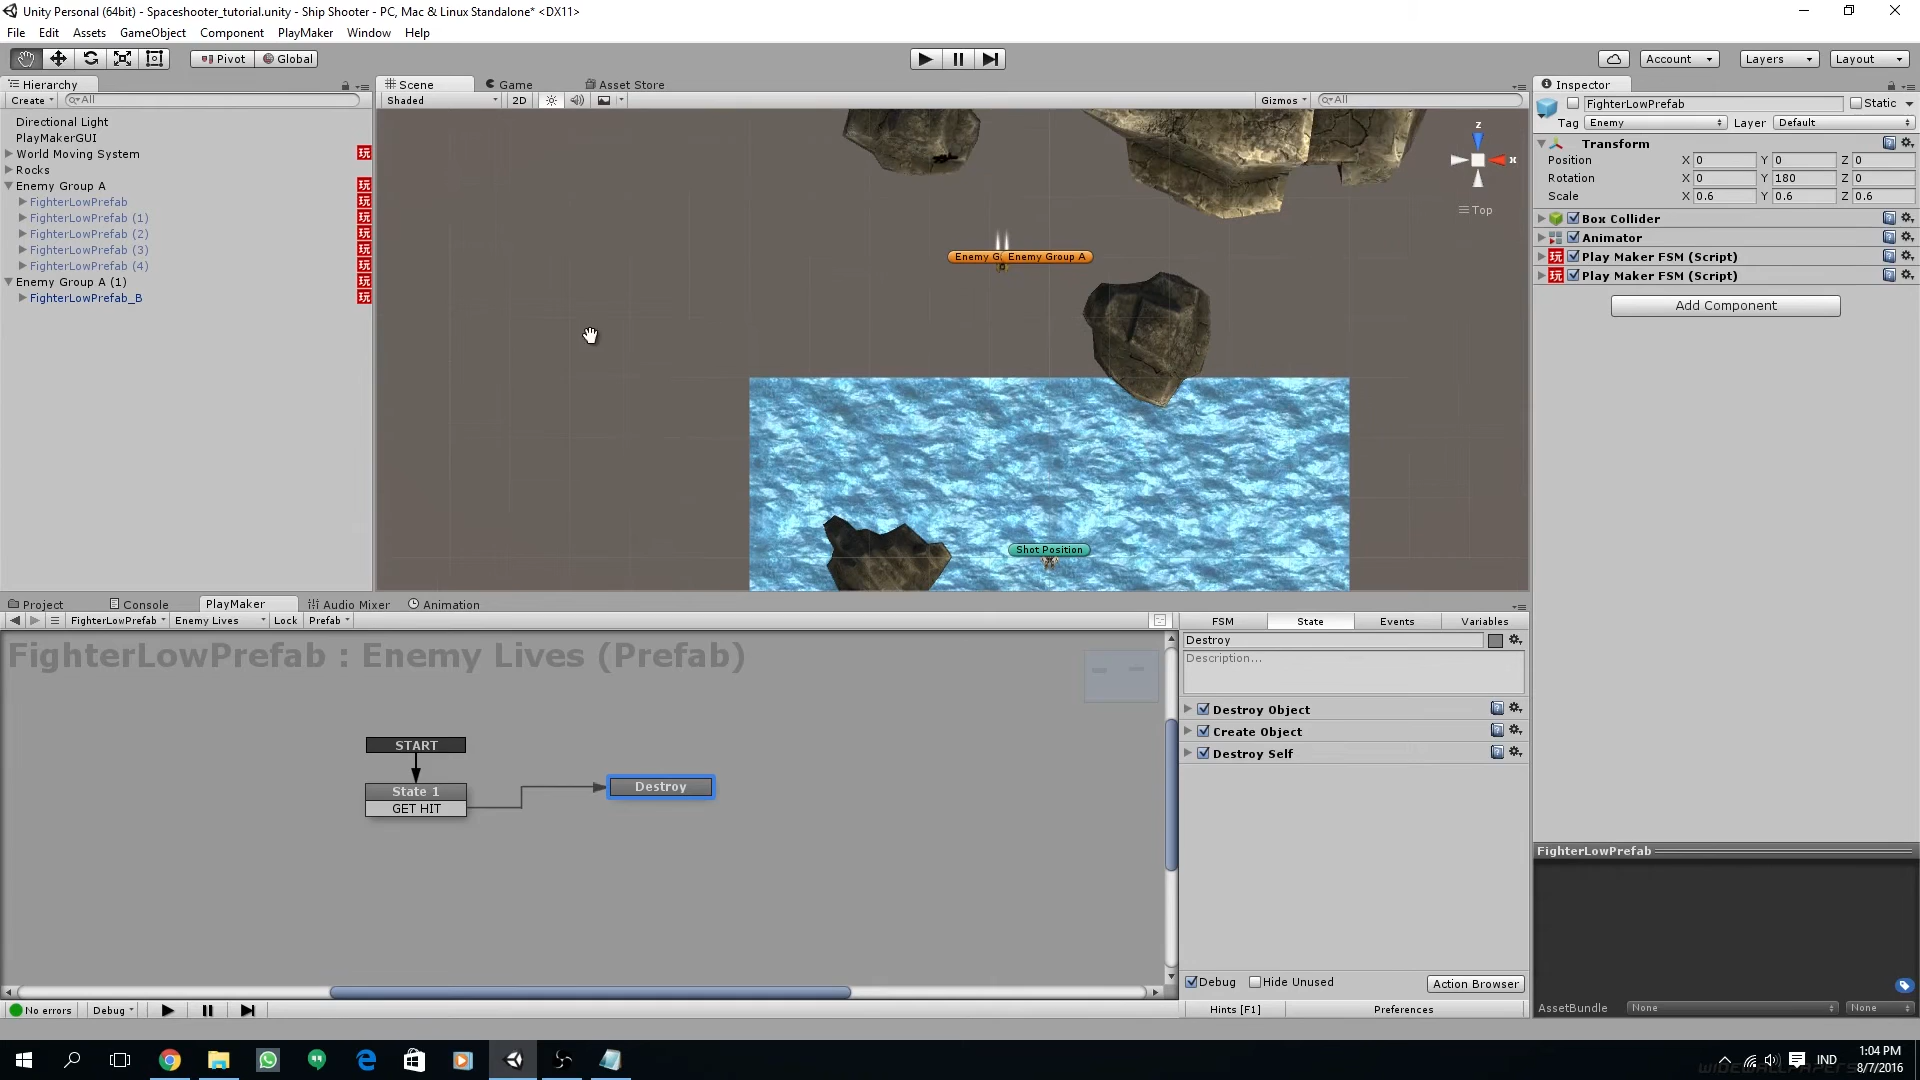 Unity Personal (64bit) - Spaceshooter_tutorial.unity - Ship Shooter - PC, Mac & Linux Standalone* <DX11>
File Edit Assets GameObject Component PlayMaker Window Help
Pivot Global Account Layers Layout
Hierarchy Scene Game Asset Store Inspector
Create All Shaded 2D Gizmos All
FighterLowPrefab Static
Tag Enemy Layer Default
Directional Light
PlayMakerGUI
World Moving System
Rocks
Enemy Group A
FighterLowPrefab
FighterLowPrefab (1)
FighterLowPrefab (2)
FighterLowPrefab (3)
FighterLowPrefab (4)
Enemy Group A (1)
FighterLowPrefab_B
z
x
Top
Enemy G Enemy Group A
Shot Position
Transform
Position X 0 Y 0 Z 0
Rotation X 0 Y 180 Z 0
Scale X 0.6 Y 0.6 Z 0.6
Box Collider
Animator
玩 Play Maker FSM (Script)
玩 Play Maker FSM (Script)
Add Component
Project Console PlayMaker Audio Mixer Animation
FighterLowPrefab Enemy Lives Lock Prefab
FighterLowPrefab : Enemy Lives (Prefab)
START
State 1
GET HIT
Destroy
FSM State Events Variables
Destroy
Description...
Destroy Object
Create Object
Destroy Self
Debug Hide Unused Action Browser
Hints [F1] Preferences
No errors Debug
FighterLowPrefab
AssetBundle None None
IND
1:04 PM
8/7/2016